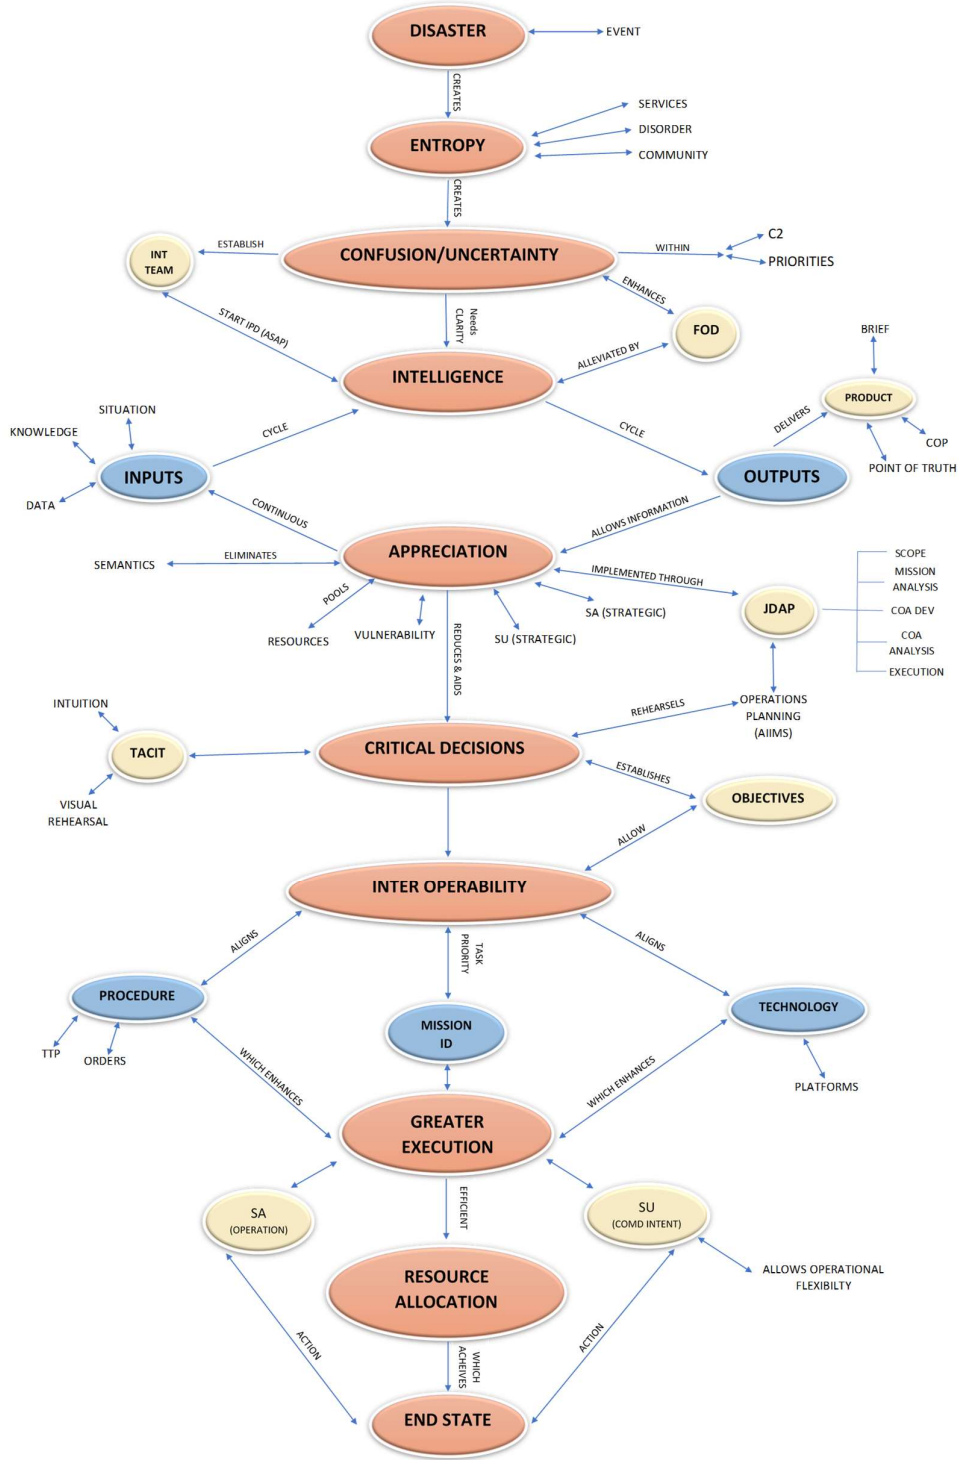 DISASTER
EVENT
CREATES
SERVICES
DISORDER
COMMUNITY
ENTROPY
CREATES
C2
PRIORITIES
WITHIN
CONFUSION/UNCERTAINTY
ESTABLISH
INT
TEAM
ENHANCES
START IPD (ASAP)
Needs
CLARITY
FOD
BRIEF
ALLEVIATED BY
INTELLIGENCE
PRODUCT
SITUATION
KNOWLEDGE
CYCLE
CYCLE
DELIVERS
COP
POINT OF TRUTH
INPUTS
OUTPUTS
DATA
CONTINUOUS
ALLOWS INFORMATION
APPRECIATION
SEMANTICS
ELIMINATES
IMPLEMENTED THROUGH
SCOPE
MISSION
ANALYSIS
COA DEV
COA
ANALYSIS
EXECUTION
JDAP
POOLS
RESOURCES
VULNERABILITY
SU (STRATEGIC)
SA (STRATEGIC)
REDUCES & AIDS
INTUITION
REHEARSELS
OPERATIONS
PLANNING
(AIIMS)
TACIT
CRITICAL DECISIONS
VISUAL
REHEARSAL
ESTABLISHES
OBJECTIVES
ALLOW
INTER OPERABILITY
ALIGNS
TASK
PRIORITY
ALIGNS
PROCEDURE
TECHNOLOGY
MISSION
ID
TTP
ORDERS
PLATFORMS
WHICH ENHANCES
WHICH ENHANCES
GREATER
EXECUTION
SA
(OPERATION)
EFFICIENT
SU
(COMD INTENT)
ALLOWS OPERATIONAL
FLEXIBILTY
RESOURCE
ALLOCATION
ACTION
WHICH
ACHEIVES
ACTION
END STATE